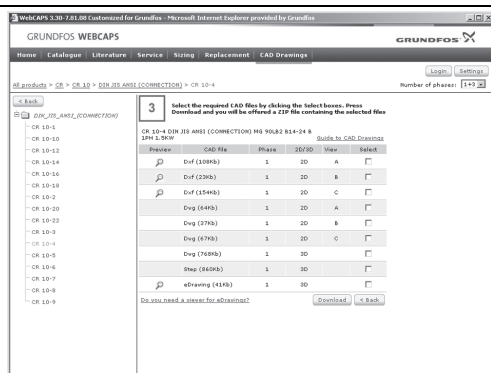 WebCAPS 3.30-7.81.08 Customized for Grundfos - Microsoft Internet Explorer provided by Grundfos
GRUNDFOS WEBCAPS
GRUNDFOS
Home Catalogue Literature Service Sizing Replacement CAD Drawings
Login Settings
All products > CR > CR 10 > DIN JIS ANSI (CONNECTION) > CR 10-4
Number of phases: 1+3
< Back
DIN_JIS_ANSI_(CONNECTION)
CR 10-1
CR 10-10
CR 10-12
CR 10-14
CR 10-16
CR 10-18
CR 10-2
CR 10-20
CR 10-22
CR 10-3
CR 10-4
CR 10-5
CR 10-6
CR 10-7
CR 10-8
CR 10-9
3
Select the required CAD files by clicking the Select boxes. Press
Download and you will be offered a ZIP file containing the selected files
CR 10-4 DIN JIS ANSI (CONNECTION) MG 90LB2 B14-24 B
1PH 1.5KW
Guide to CAD Drawings
Preview CAD file Phase 2D/3D View Select
Dxf (108Kb) 1 2D A
Dxf (23Kb) 1 2D B
Dxf (154Kb) 1 2D C
Dwg (64Kb) 1 2D A
Dwg (37Kb) 1 2D B
Dwg (67Kb) 1 2D C
Dwg (768Kb) 1 3D
Step (860Kb) 1 3D
eDrawing (41Kb) 1 3D
Do you need a viewer for eDrawings?
Download < Back